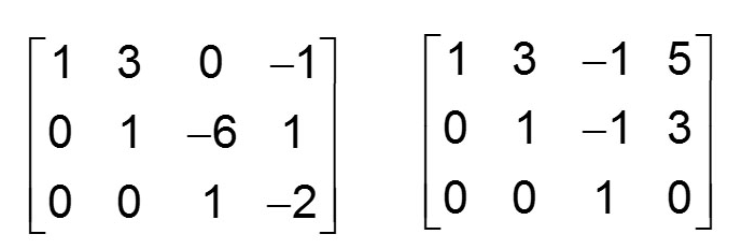 1 3 0 –1 1 3 –1 5
0 1 –6 1 0 1 –1 3
0 0 1 –2 0 0 1 0